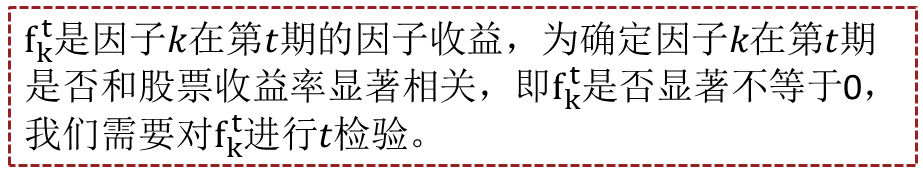 f_k^t是因子k在第t期的因子收益，为确定因子k在第t期
是否和股票收益率显著相关，即f_k^t是否显著不等于0，
我们需要对f_k^t进行t检验。